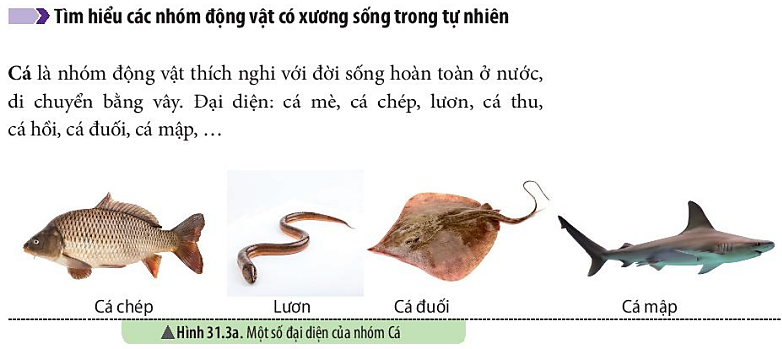 Tìm hiểu các nhóm động vật có xương sống trong tự nhiên
Cá là nhóm động vật thích nghi với đời sống hoàn toàn ở nước,
di chuyển bằng vây. Đại diện: cá mè, cá chép, lươn, cá thu,
cá hồi, cá đuối, cá mập, …
Cá chép Lươn Cá đuối Cá mập
▲Hình 31.3a. Một số đại diện của nhóm Cá